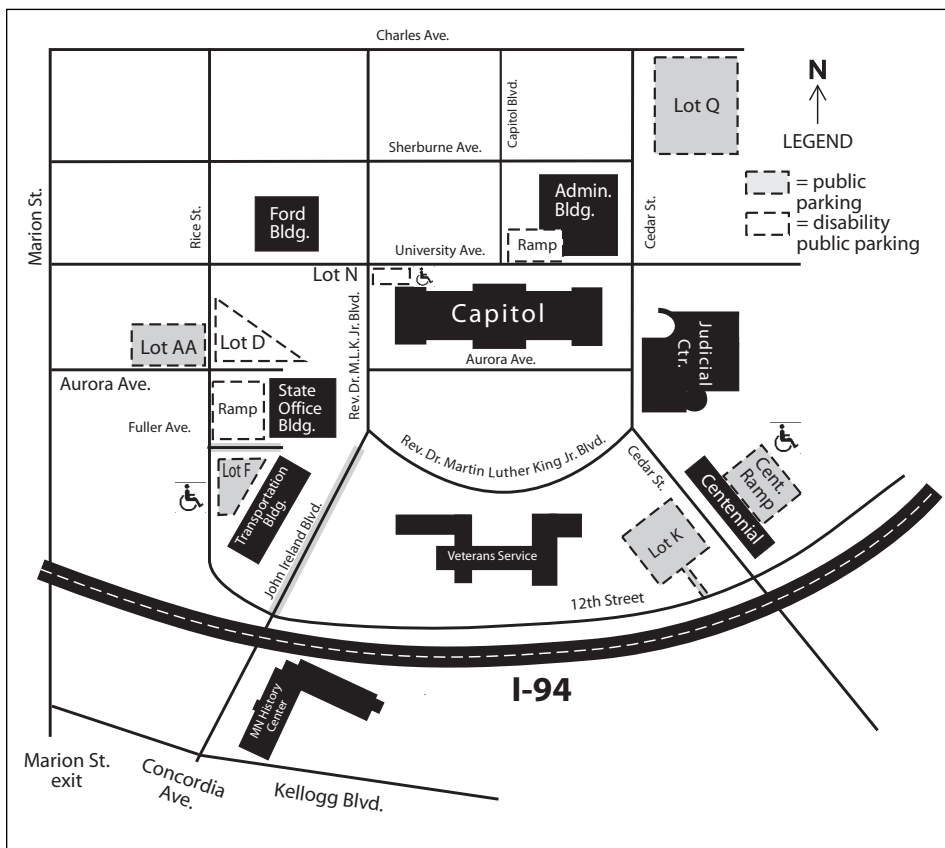 Charles Ave.
N
Capitol Blvd.
Lot Q
LEGEND
Sherburne Ave.
= public
parking
= disability
public parking
Marion St.
Rice St.
Ford
Bldg.
Admin.
Bldg.
Cedar St.
Ramp
University Ave.
Lot N
Rev. Dr. M.L.K. Jr. Blvd.
Capitol
Judicial
Ctr.
Lot D
Lot AA
Aurora Ave.
Aurora Ave.
Ramp
State
Office
Bldg.
Fuller Ave.
Rev. Dr. Martin Luther King Jr. Blvd.
Cedar St.
Lot F
Transportation
Bldg.
John Ireland Blvd.
Cent.
Ramp
Centennial
Lot K
Veterans Service
12th Street
I-94
MN History
Center
Marion St.
exit
Concordia
Ave.
Kellogg Blvd.